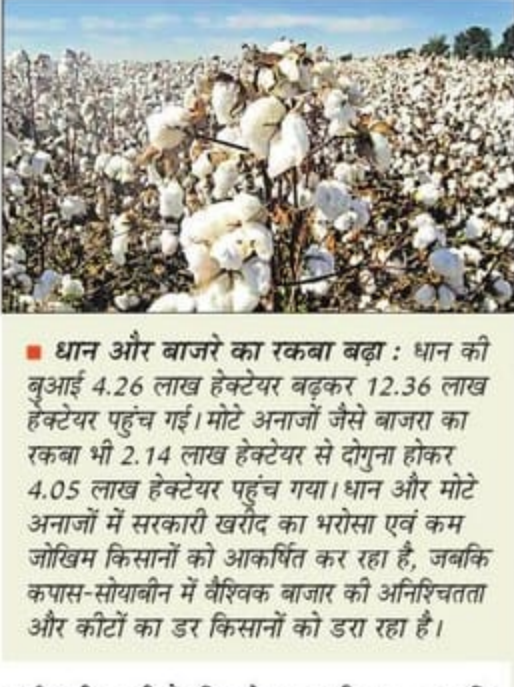 ■ धान और बाजरे का रकबा बढ़ा : धान की
बुआई 4.26 लाख हेक्टेयर बढ़कर 12.36 लाख
हेक्टेयर पहुंच गई। मोटे अनाजों जैसे बाजरा का
रकबा भी 2.14 लाख हेक्टेयर से दोगुना होकर
4.05 लाख हेक्टेयर पहुंच गया। धान और मोटे
अनाजों में सरकारी खरीद का भरोसा एवं कम
जोखिम किसानों को आकर्षित कर रहा है, जबकि
कपास-सोयाबीन में वैश्विक बाजार की अनिश्चितता
और कीटों का डर किसानों को डरा रहा है।